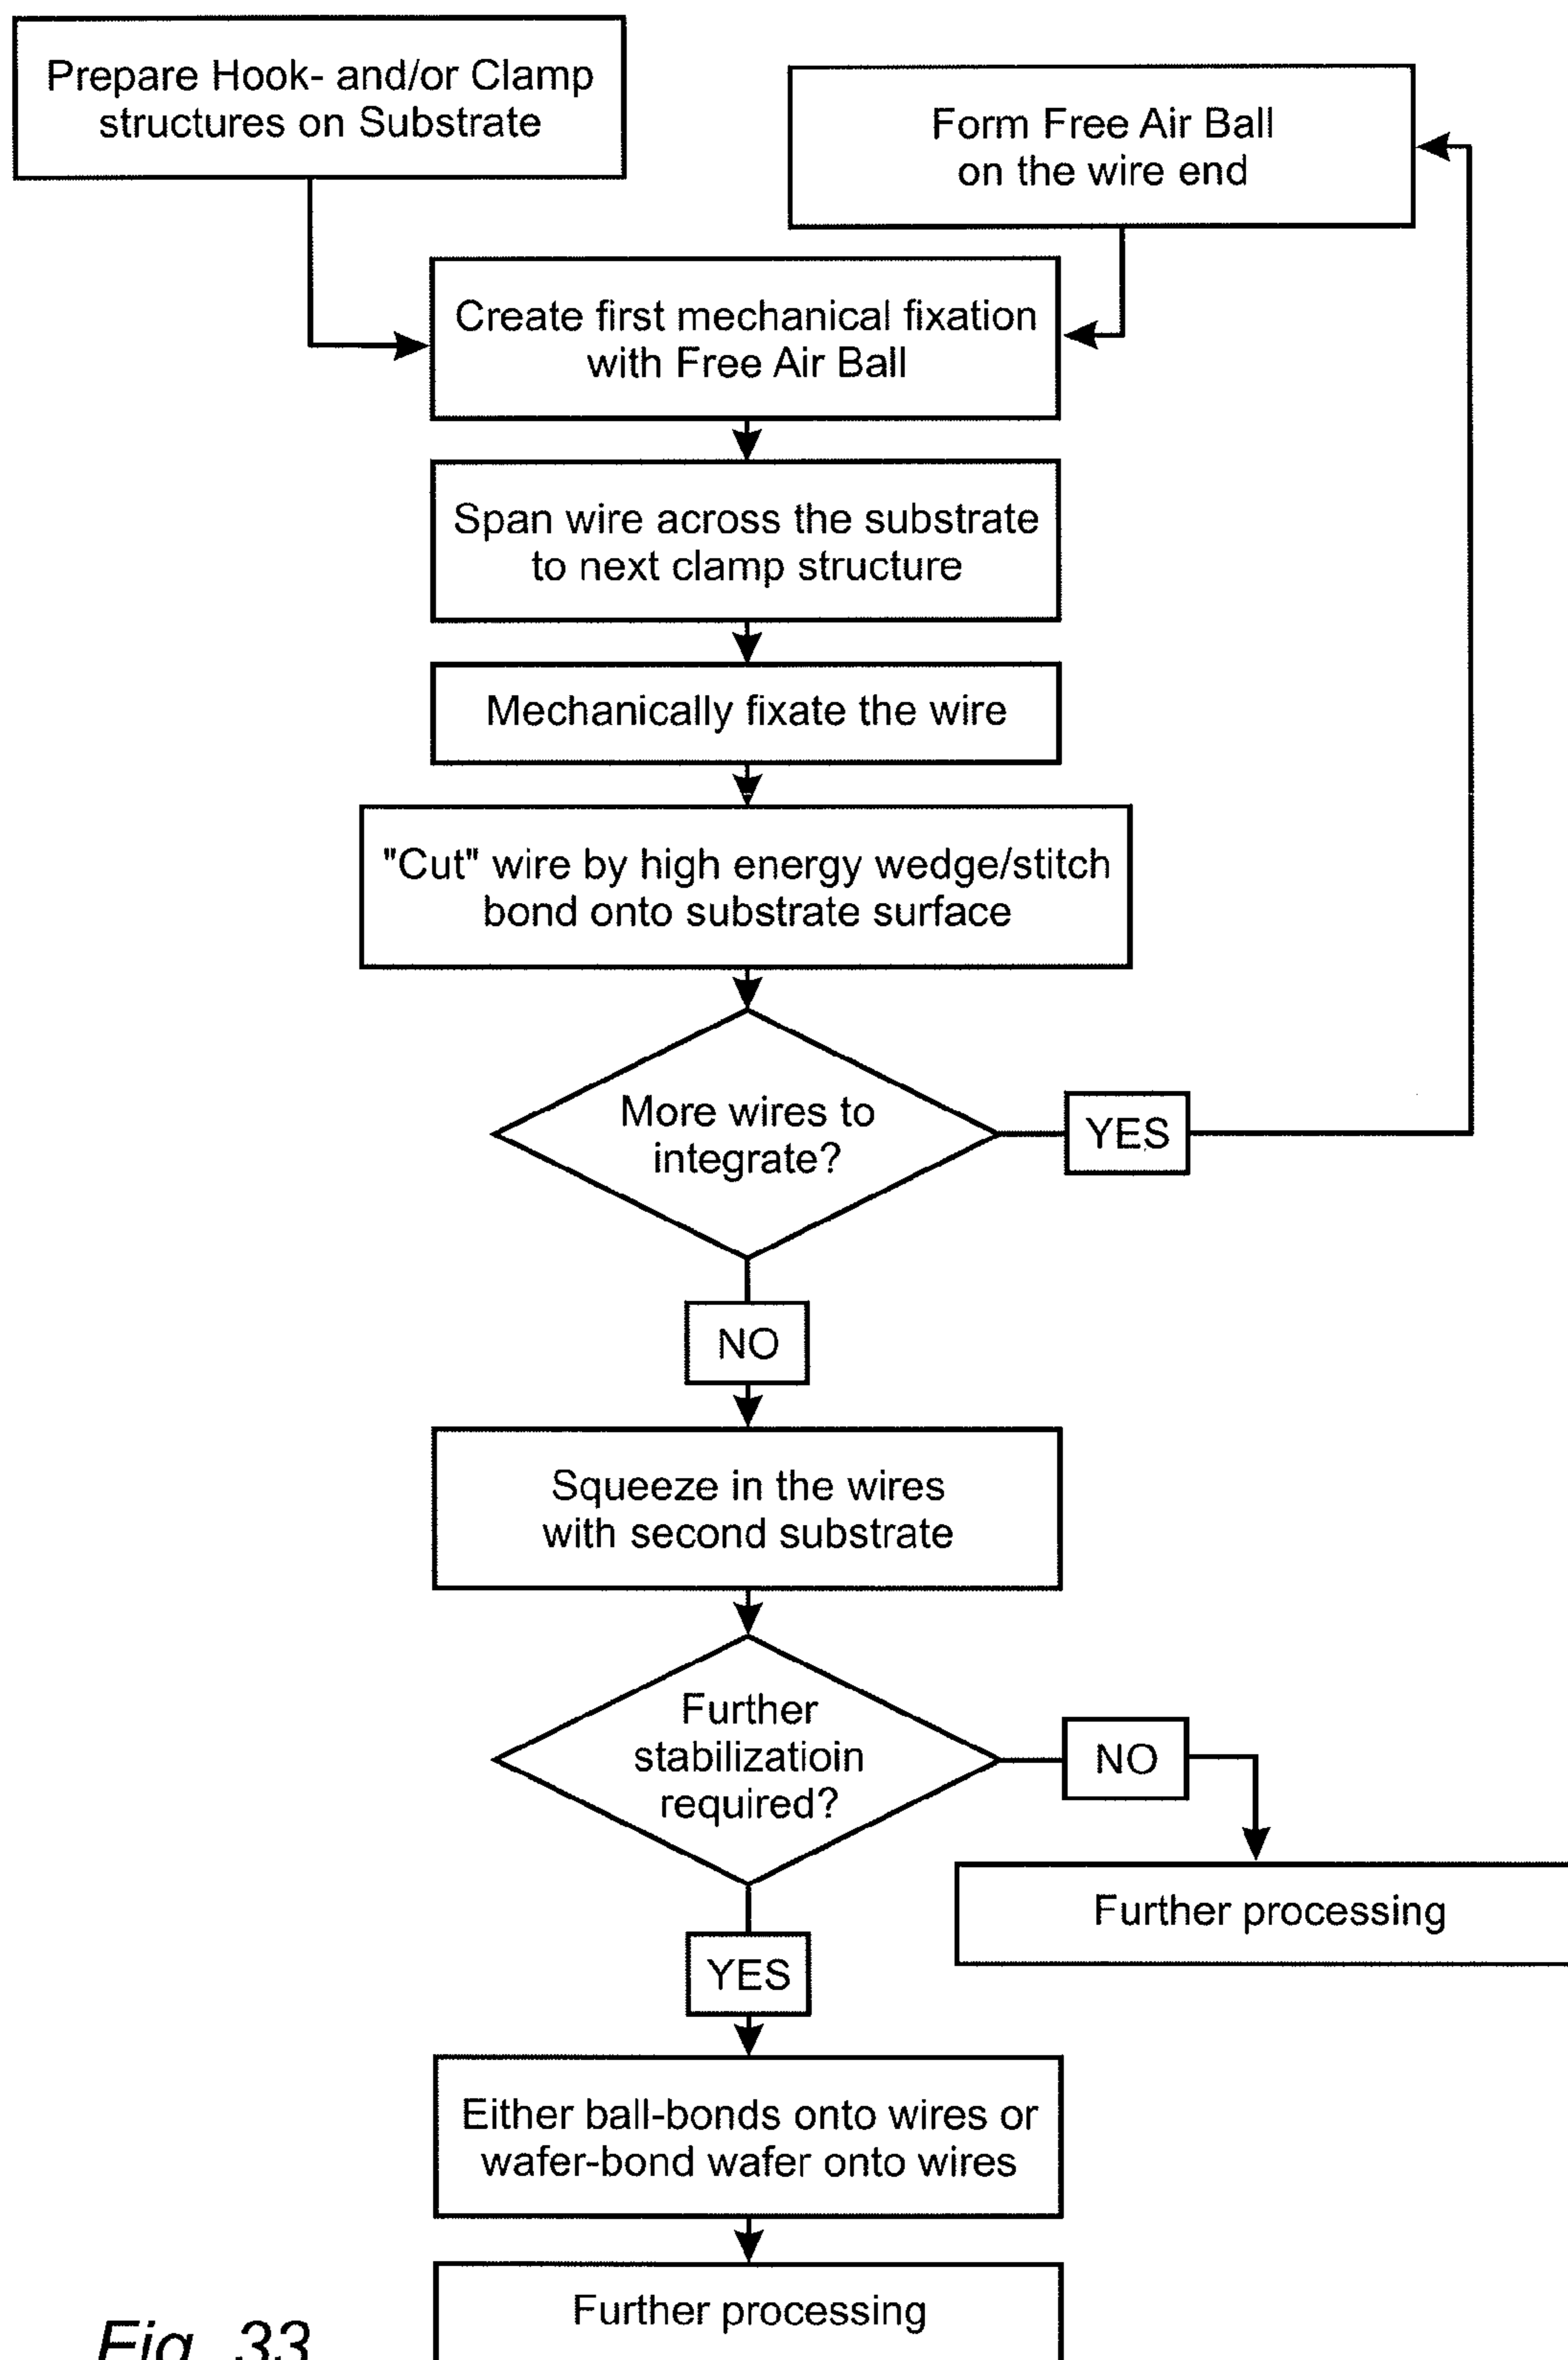 Prepare Hook- and/or Clamp
structures on Substrate
Form Free Air Ball
on the wire end
Create first mechanical fixation
with Free Air Ball
Span wire across the substrate
to next clamp structure
Mechanically fixate the wire
"Cut" wire by high energy wedge/stitch
bond onto substrate surface
More wires to
integrate?
YES
NO
Squeeze in the wires
with second substrate
Further
stabilizatioin
required?
NO
Further processing
YES
Either ball-bonds onto wires or
wafer-bond wafer onto wires
Further processing
Fig. 33